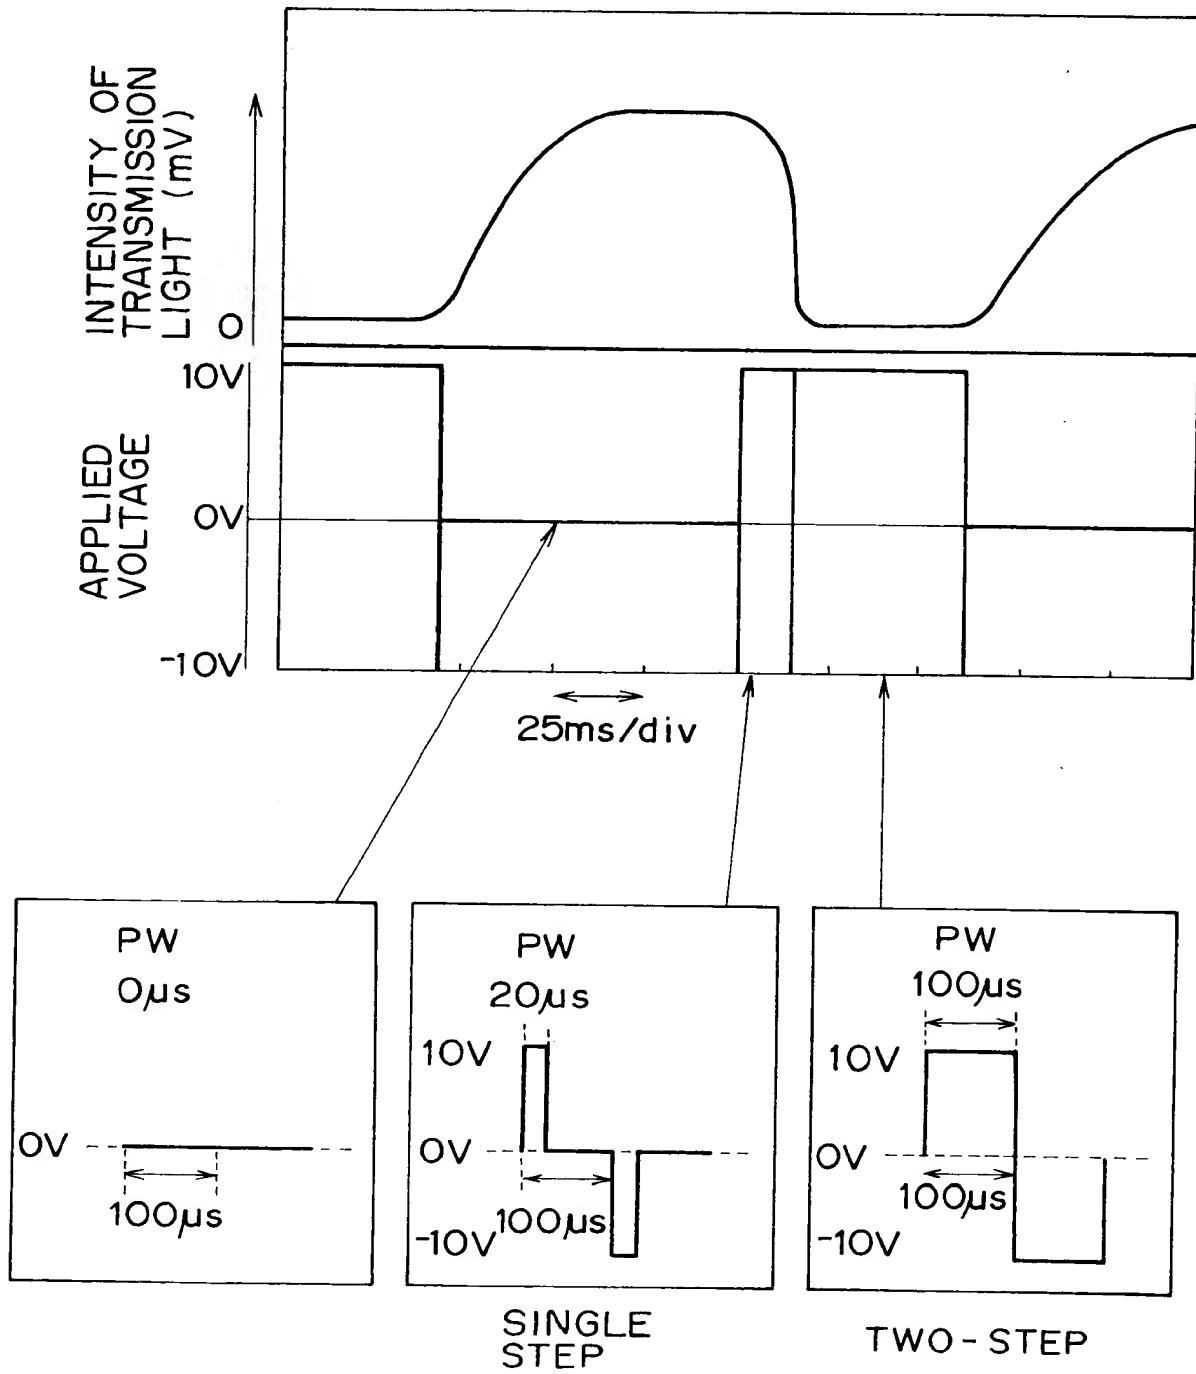 INTENSITY OF
TRANSMISSION
LIGHT (mV)
0
APPLIED
VOLTAGE
10V
0V
-10V
25ms/div
PW
0μs
0V
100μs
PW
20μs
10V
0V
100μs
-10V
SINGLE
STEP
PW
100μs
10V
0V
100μs
-10V
TWO-STEP